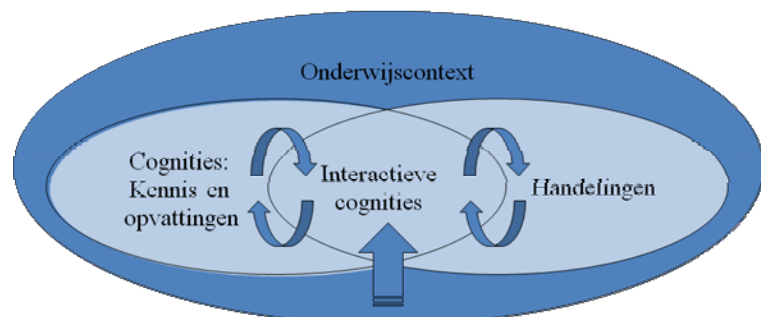 Onderwijscontext
Cognities:
Kennis en
opvattingen
Interactieve
cognities
Handelingen